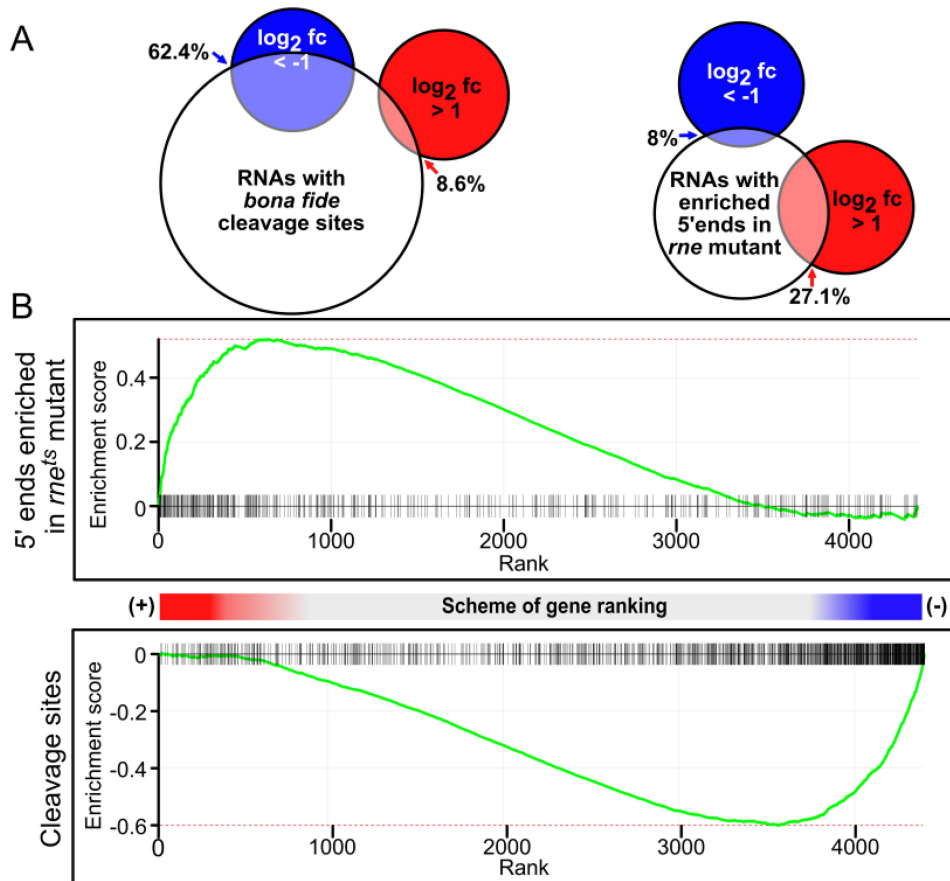 A
62.4%
log2 fc
< -1
log2 fc
> 1
8.6%
RNAs with
bona fide
cleavage sites
log2 fc
< -1
8%
RNAs with
enriched
5'ends in
rne mutant
log2 fc
> 1
27.1%
B
5' ends enriched
in rne^ts mutant
Enrichment score
0.4
0.2
0
0 1000 2000 3000 4000
Rank
(+) Scheme of gene ranking (-)
Cleavage sites
Enrichment score
0
-0.2
-0.4
-0.6
0 1000 2000 3000 4000
Rank